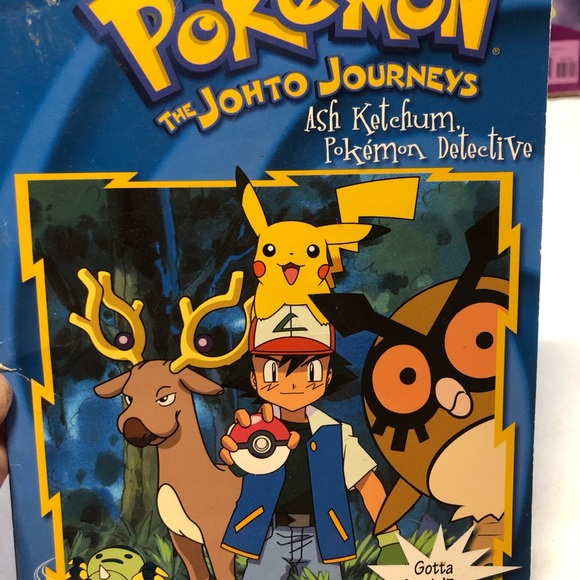 POKéMON
THE JOHTO JOURNEYS
Ash Ketchum,
Pokémon Detective
Gotta